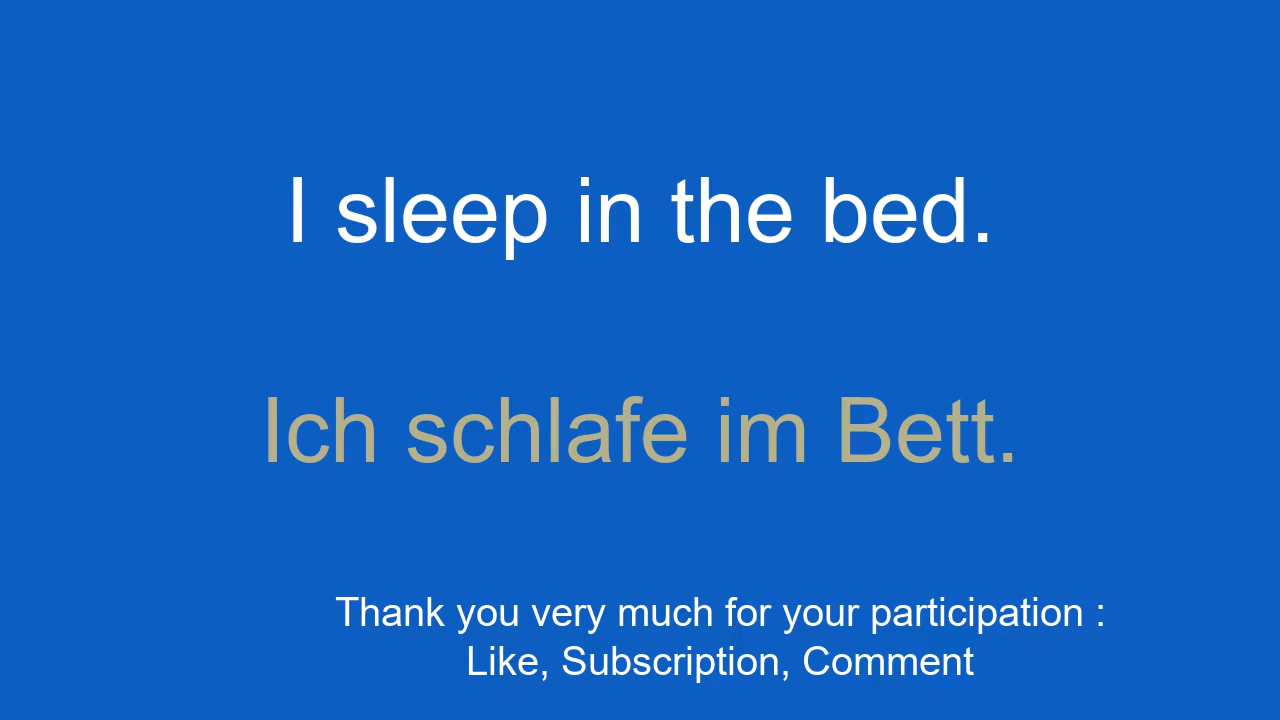 I sleep in the bed.
Ich schlafe im Bett.
Thank you very much for your participation :
Like, Subscription, Comment